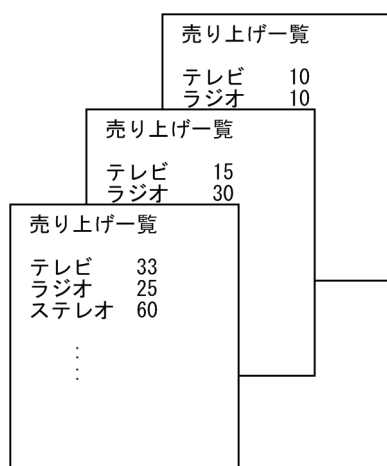 売り上げ一覧
テレビ 10
ラジオ 10
売り上げ一覧
テレビ 15
ラジオ 30
売り上げ一覧
テレビ 33
ラジオ 25
ステレオ 60
:
: